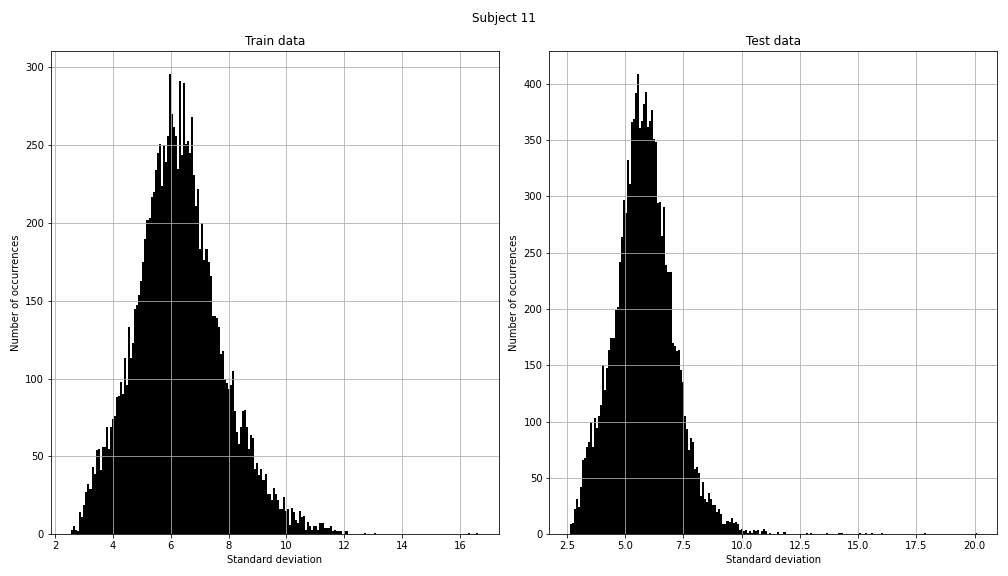 Subject 11
Train data
Test data
Number of occurrences
300
250
200
150
100
50
0
2 4 6 8 10 12 14 16
Standard deviation
Number of occurrences
400
350
300
250
200
150
100
50
0
2.5 5.0 7.5 10.0 12.5 15.0 17.5 20.0
Standard deviation